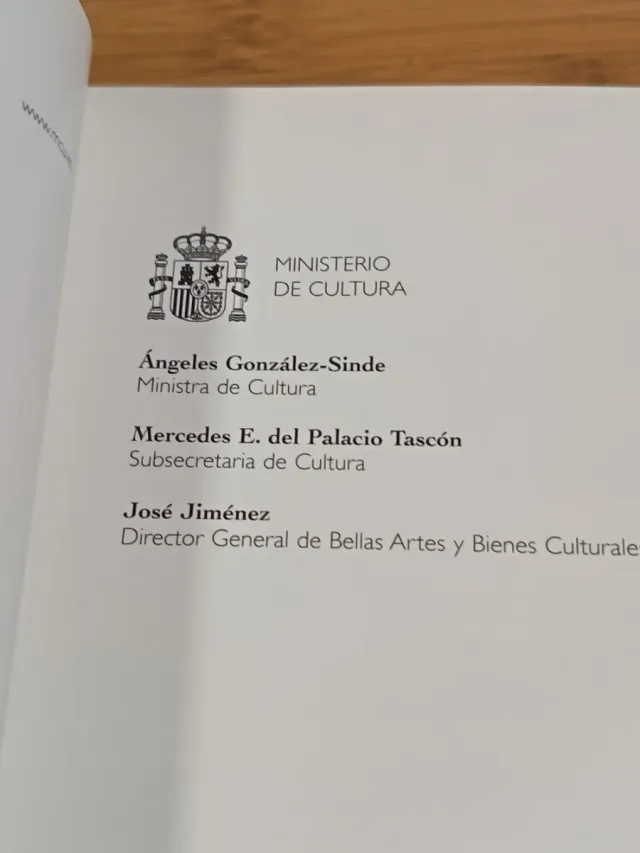 MINISTERIO
DE CULTURA
Ángeles González-Sinde
Ministra de Cultura
Mercedes E. del Palacio Tascón
Subsecretaria de Cultura
José Jiménez
Director General de Bellas Artes y Bienes Culturale